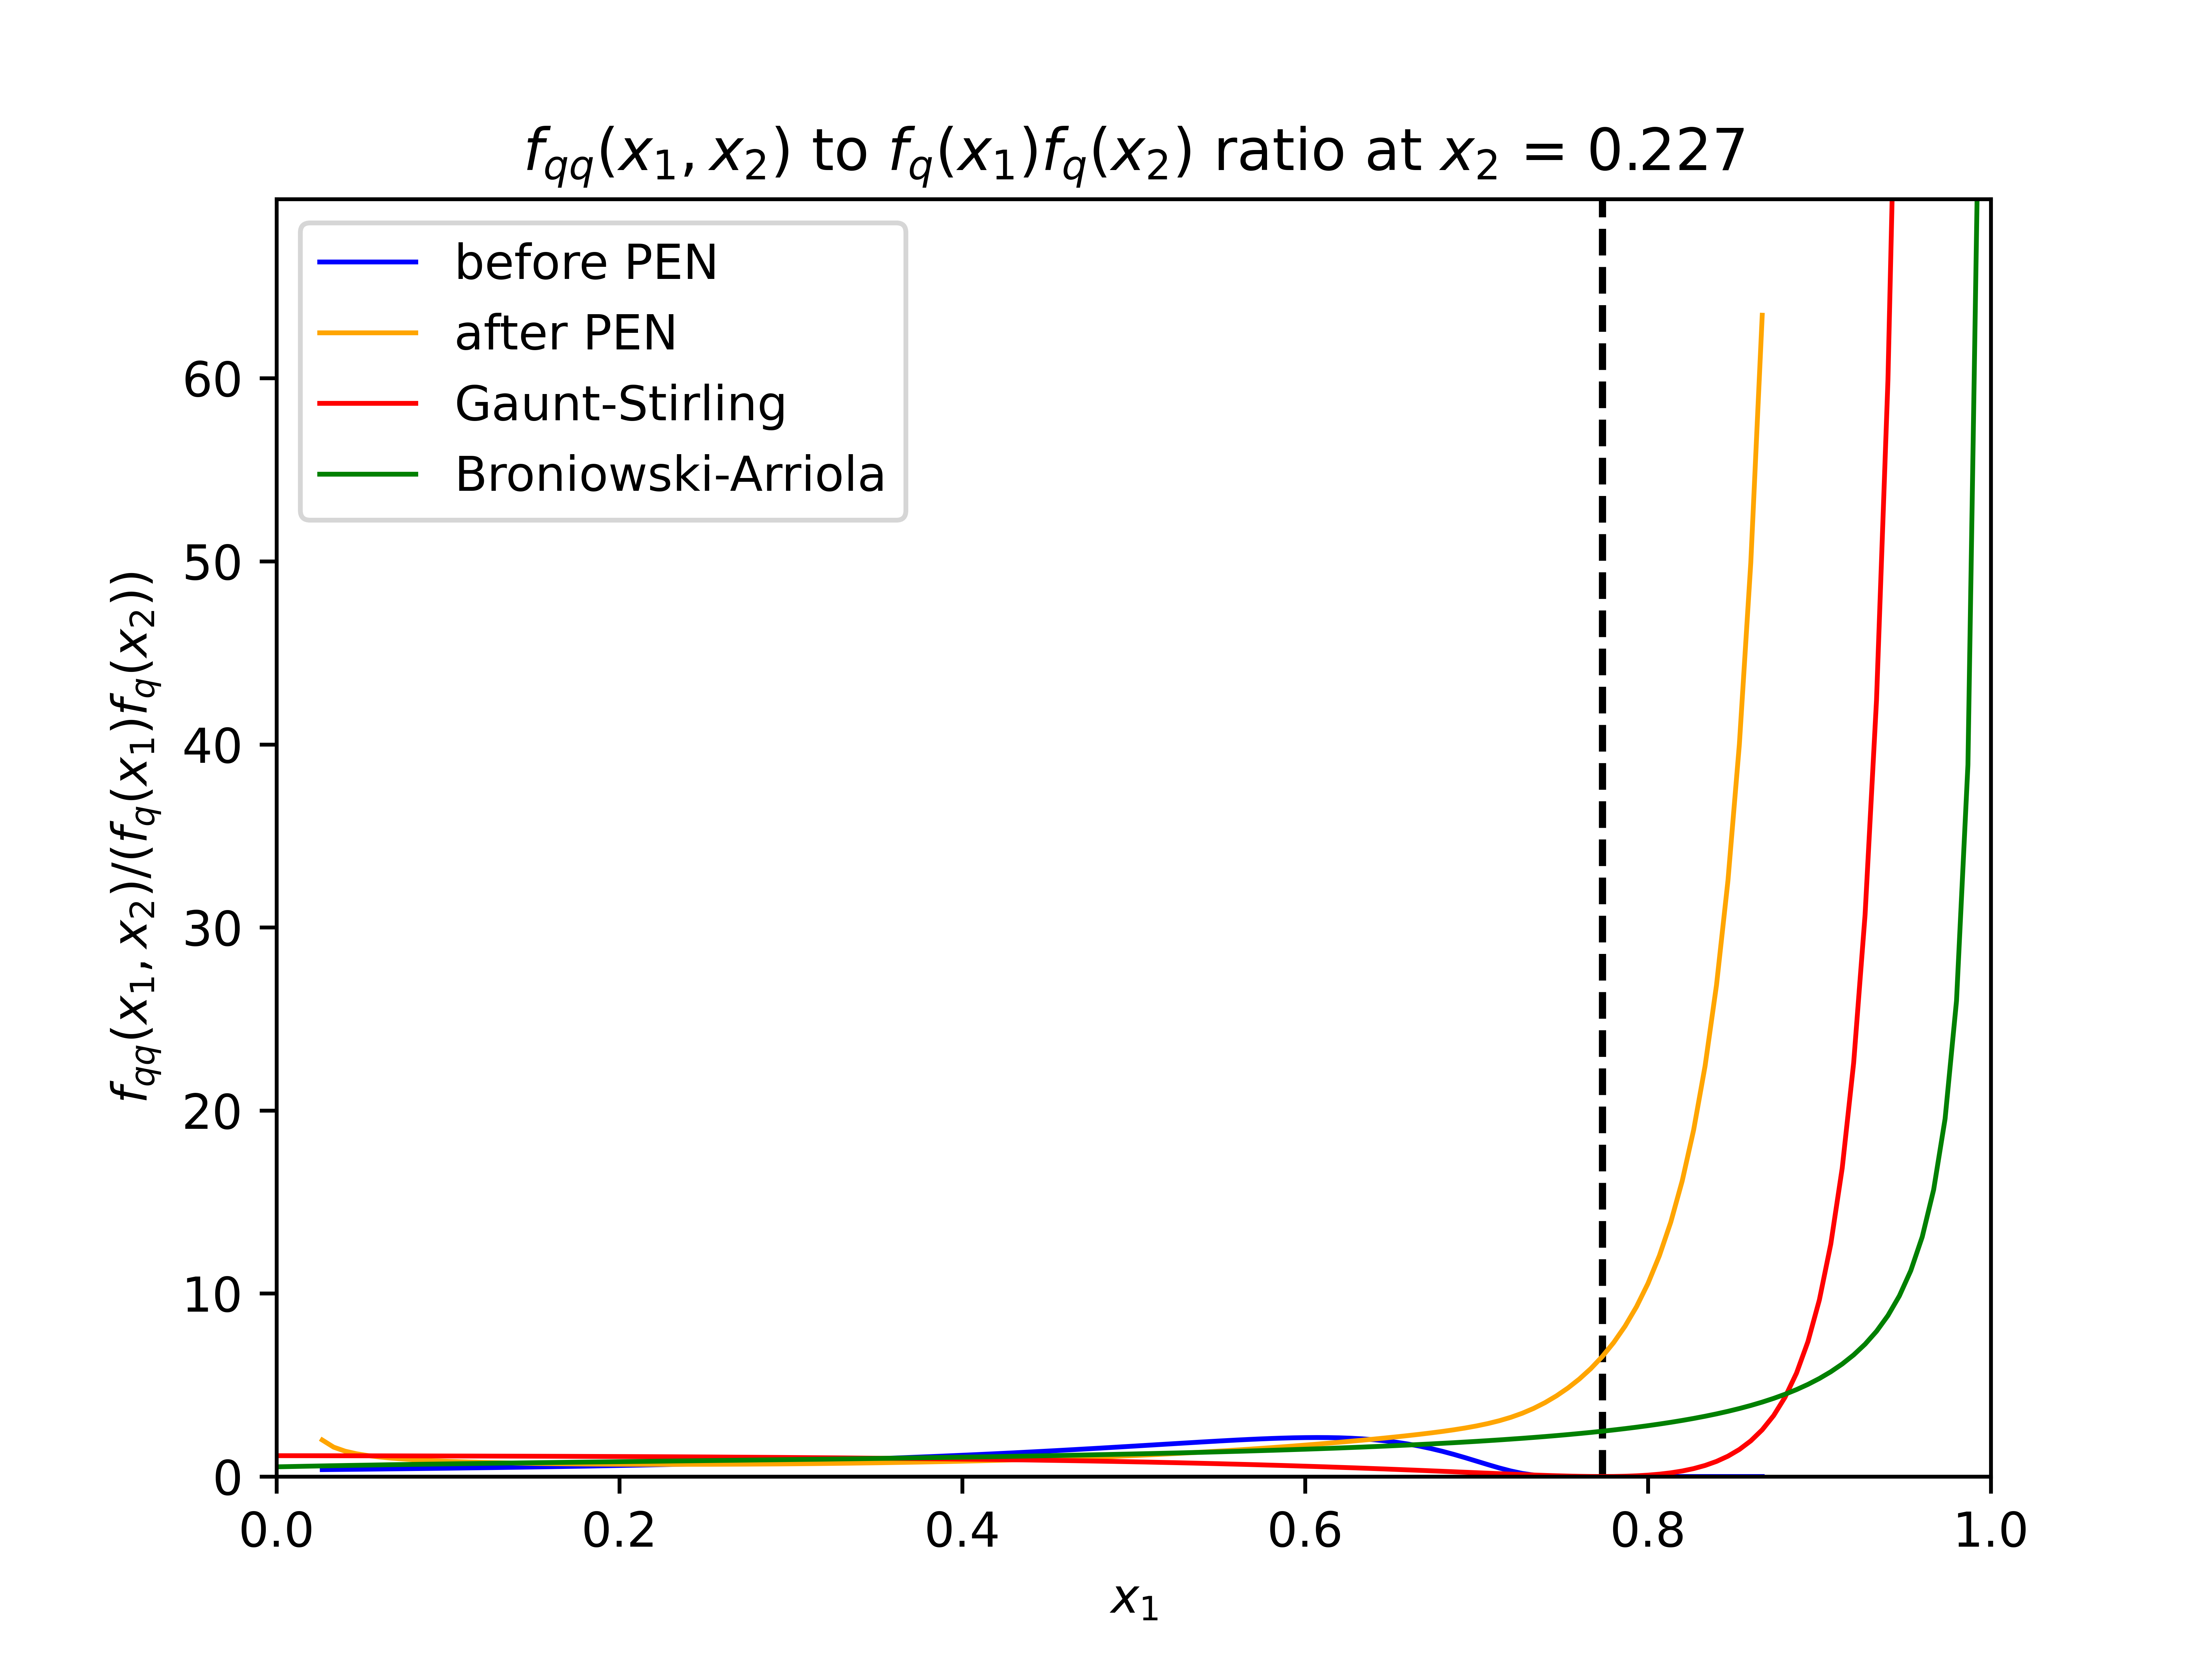 f_qq(x_1, x_2) to f_q(x_1)f_q(x_2) ratio at x_2 = 0.227
before PEN
after PEN
Gaunt-Stirling
Broniowski-Arriola
f_qq(x_1, x_2)/(f_q(x_1)f_q(x_2))
60
50
40
30
20
10
0
0.0 0.2 0.4 0.6 0.8 1.0
x_1